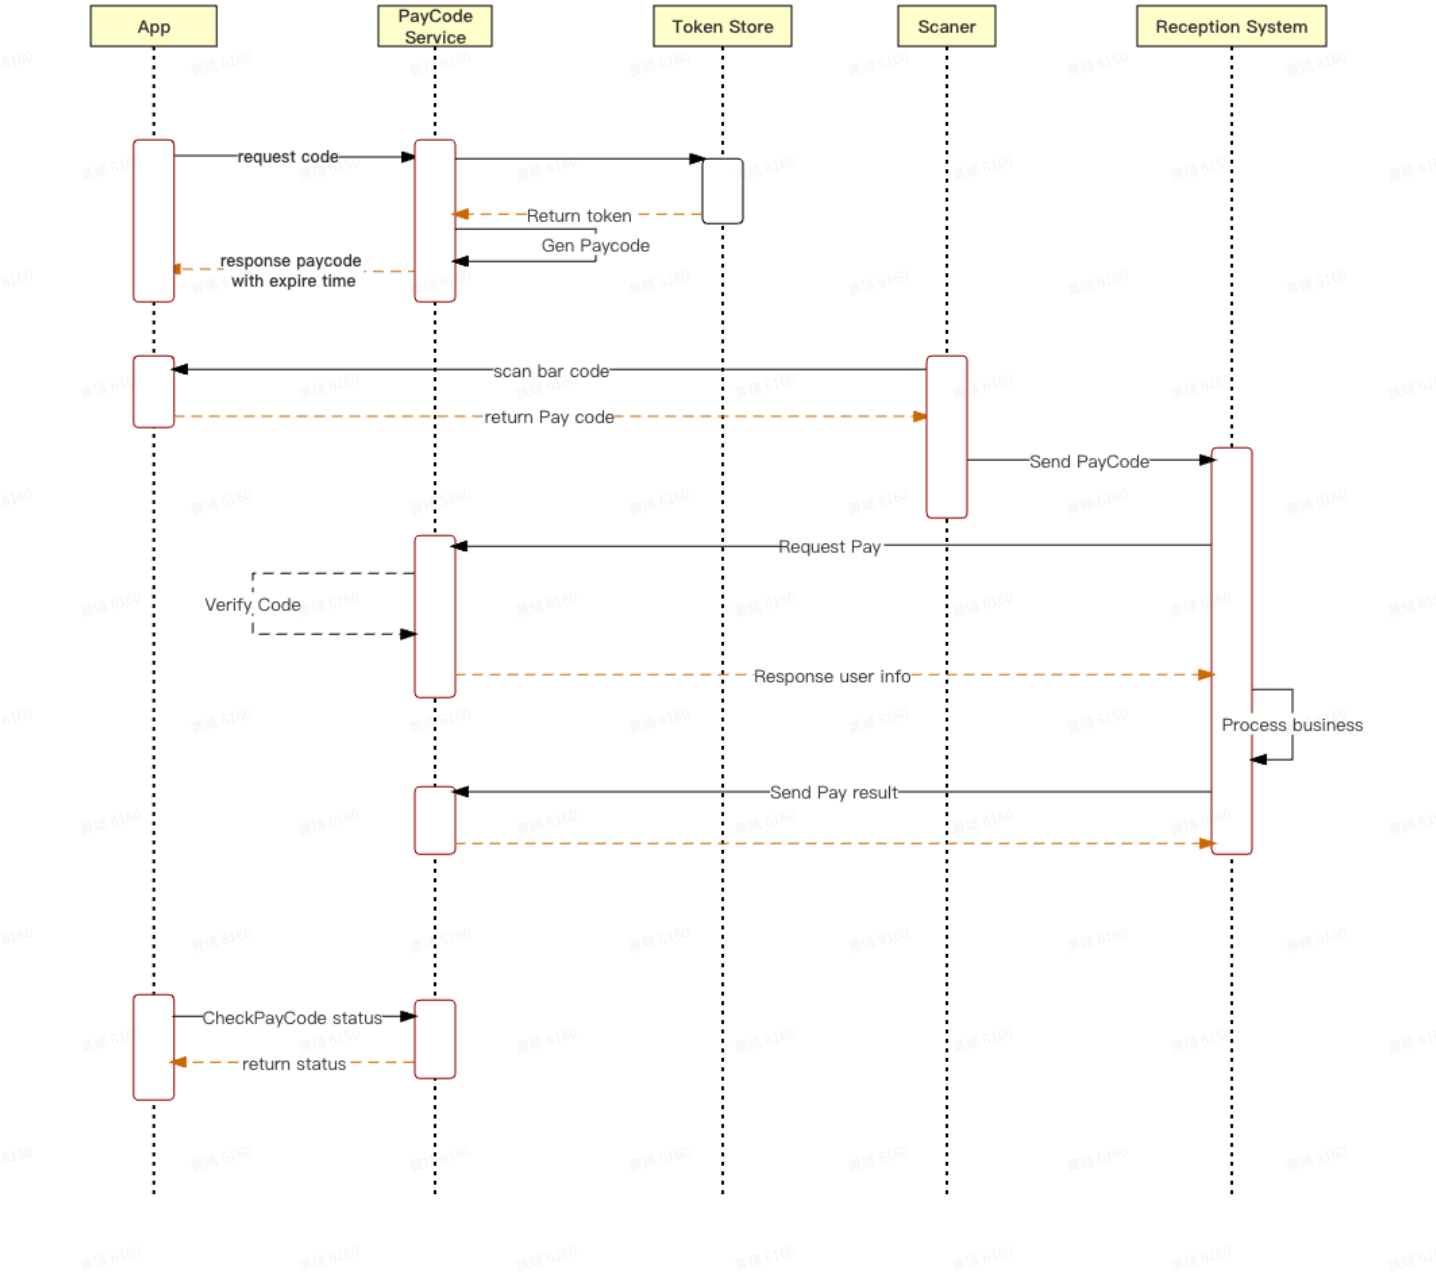 App
PayCode
Service
Token Store
Scaner
Reception System
request code
Return token
Gen Paycode
response paycode
with expire time
scan bar code
return Pay code
Send PayCode
Request Pay
Verify Code
Response user info
Process business
Send Pay result
CheckPayCode status
return status